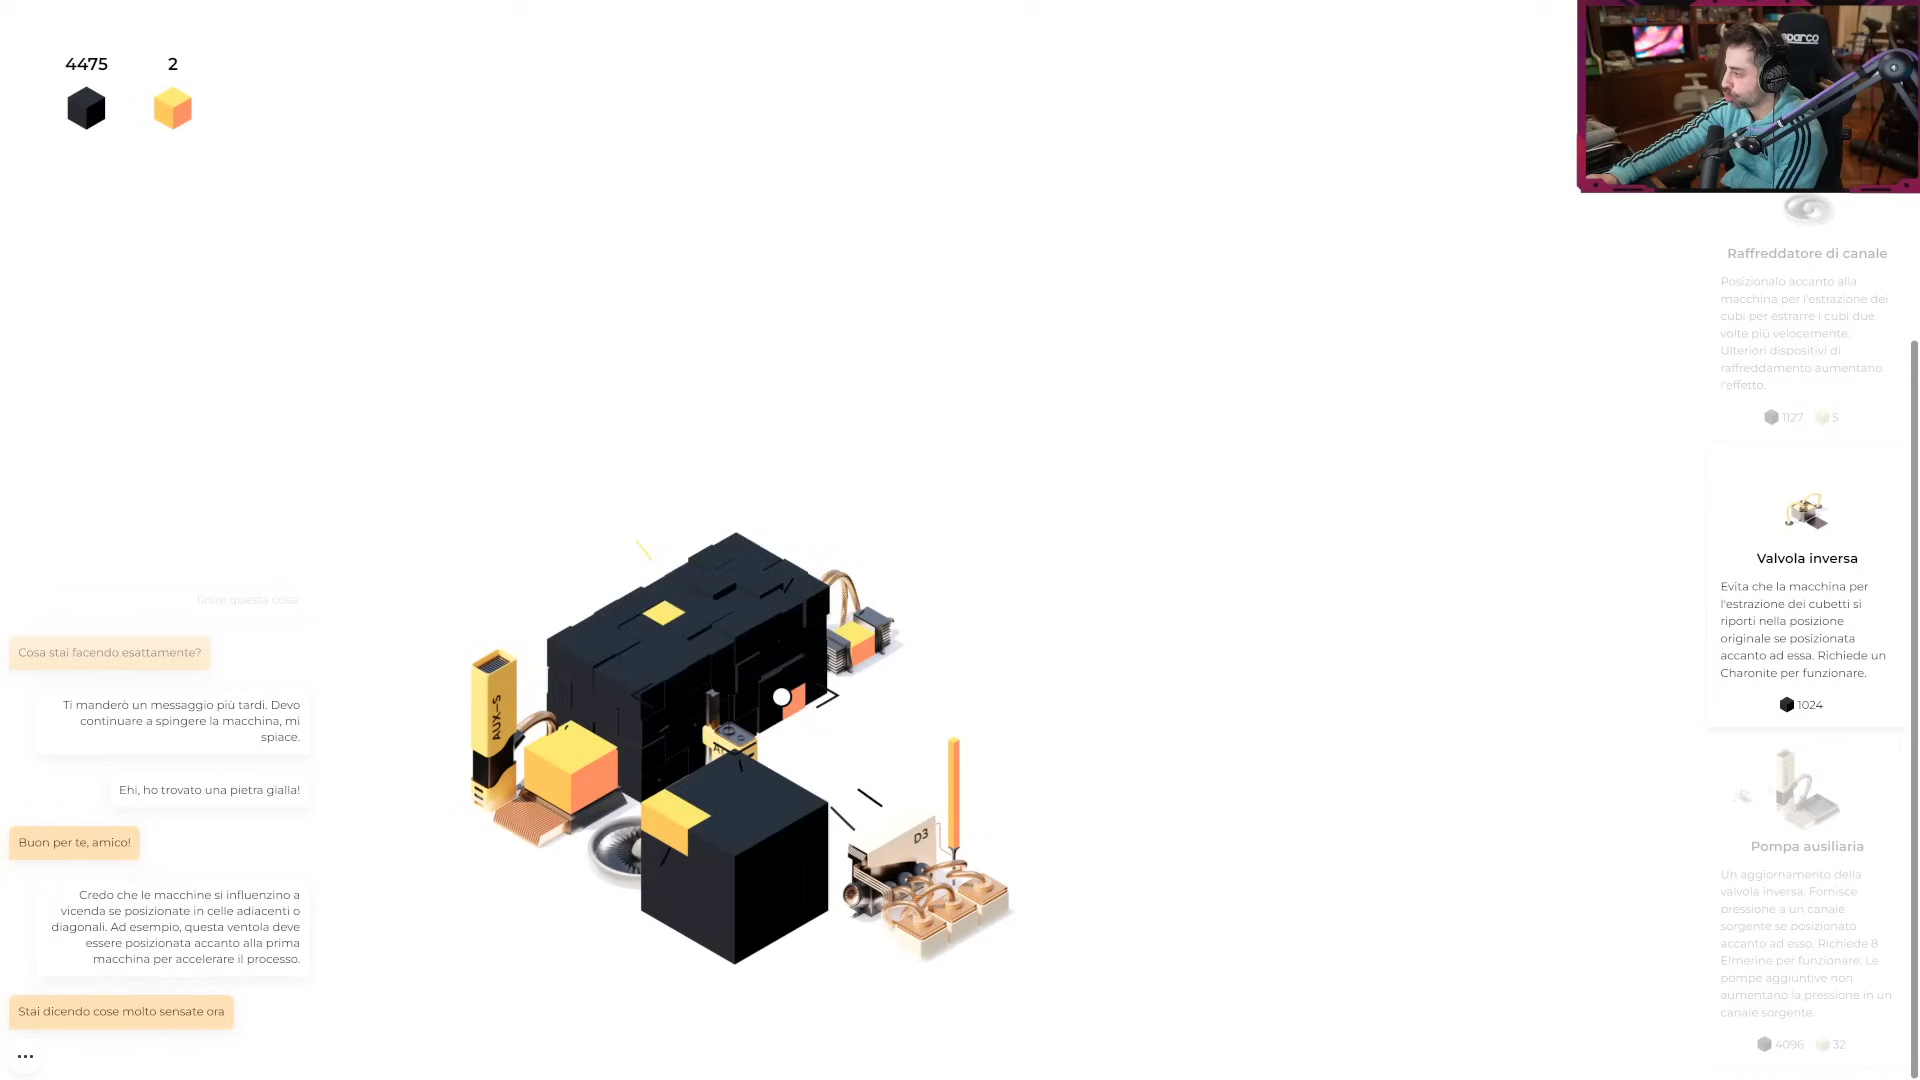 4475
2
sparco
Raffreddatore di canale
Posizionalo accanto alla
macchina per l'estrazione dei
cubi per estrarre i cubi due
volte più velocemente.
Ulteriori dispositivi di
raffreddamento aumentano
l'effetto.
1127
5
Valvola inversa
Evita che la macchina per
l'estrazione dei cubetti si
riporti nella posizione
originale se posizionata
accanto ad essa. Richiede un
Charonite per funzionare.
1024
Pompa ausiliaria
Un aggiornamento della
valvola inversa. Fornisce
pressione a un canale
sorgente se posizionato
accanto ad esso. Richiede 8
Elmerine per funzionare. Le
pompe aggiuntive non
aumentano la pressione in un
canale sorgente.
4096
32
finire questa cosa.
Cosa stai facendo esattamente?
Ti manderò un messaggio più tardi. Devo
continuare a spingere la macchina, mi
spiace.
Ehi, ho trovato una pietra gialla!
Buon per te, amico!
Credo che le macchine si influenzino a
vicenda se posizionate in celle adiacenti o
diagonali. Ad esempio, questa ventola deve
essere posizionata accanto alla prima
macchina per accelerare il processo.
Stai dicendo cose molto sensate ora
...
AUX-S
D3